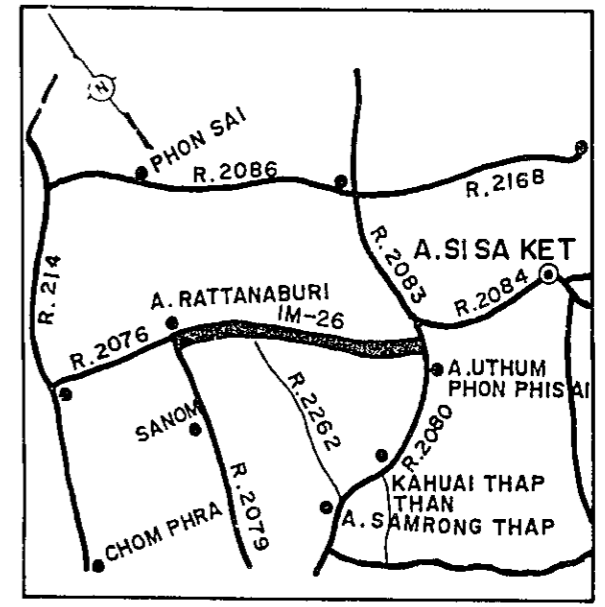 N
PHON SAI
R.2086
R.2168
R.214
R.2083
A.SI SA KET
R.2084
A.RATTANABURI
IM-26
R.2076
A.UTHUM
PHON PHISAI
SANOM
R.2262
R.2080
R.2079
KAHUAI THAP
THAN
A.SAMRONG THAP
CHOM PHRA